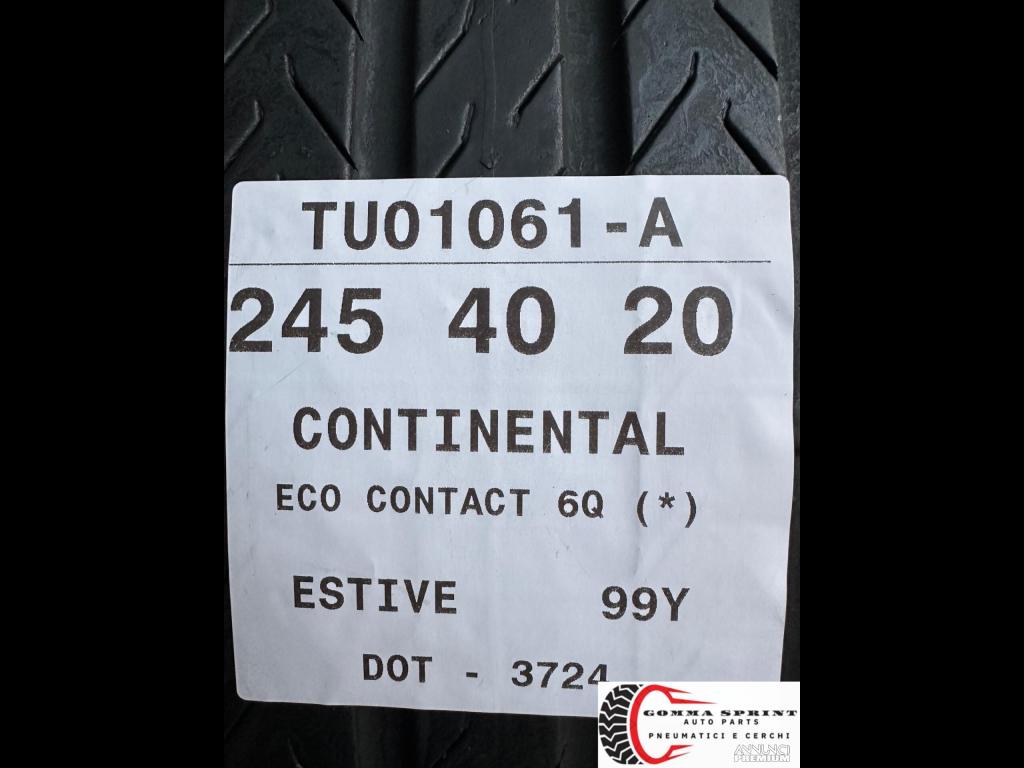 TU01061-A
245 40 20
CONTINENTAL
ECO CONTACT 6Q (*)
ESTIVE 99Y
DOT - 3724
GOMMA SPRINT
AUTO PARTS
PNEUMATICI E CERCHI
ANNUNCI
PREMIUM